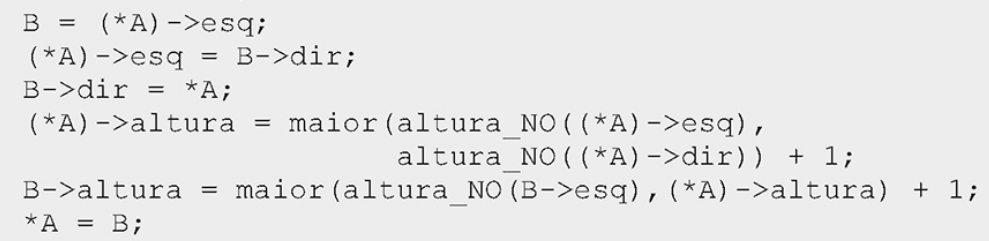 B = (*A)->esq;
(*A)->esq = B->dir;
B->dir = *A;
(*A)->altura = maior(altura_NO((*A)->esq),
altura_NO((*A)->dir)) + 1;
B->altura = maior(altura_NO(B->esq),(*A)->altura) + 1;
*A = B;